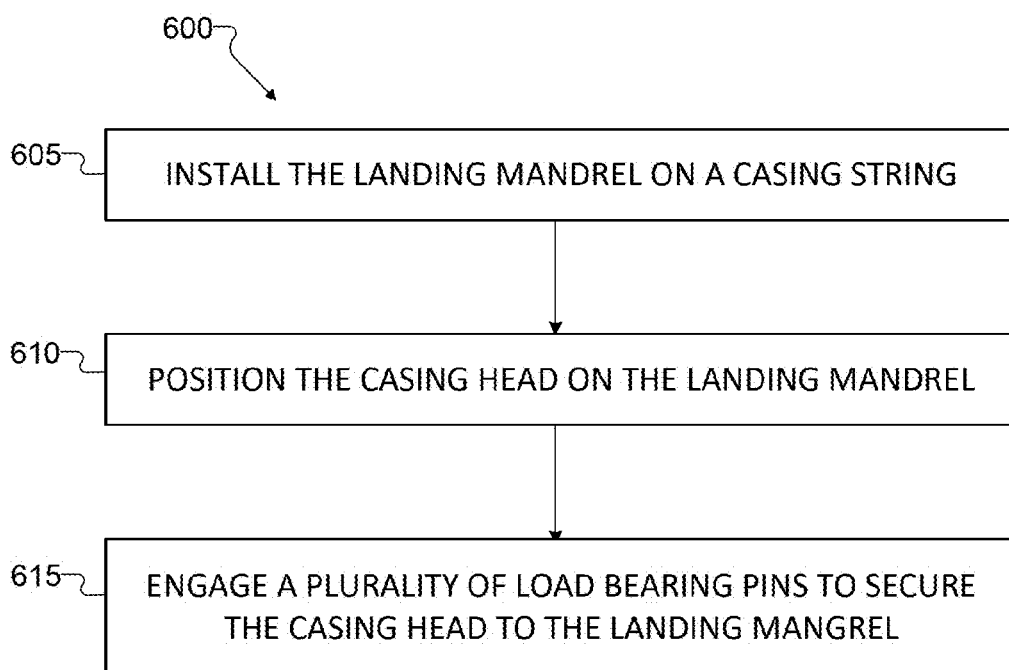 600
605
INSTALL THE LANDING MANDREL ON A CASING STRING
610
POSITION THE CASING HEAD ON THE LANDING MANDREL
615
ENGAGE A PLURALITY OF LOAD BEARING PINS TO SECURE
THE CASING HEAD TO THE LANDING MANGREL